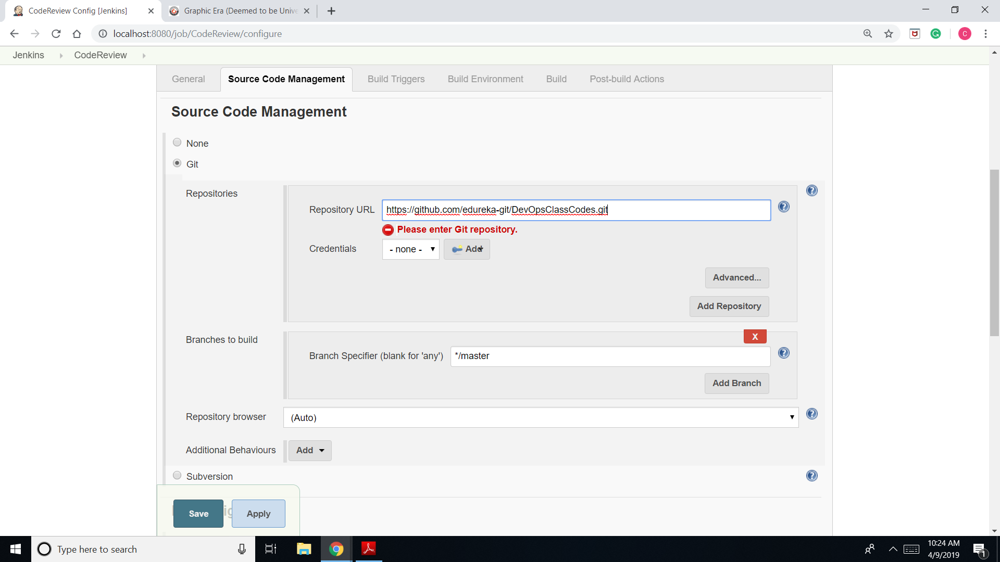 CodeReview Config [Jenkins]
Graphic Era (Deemed to be Unive
localhost:8080/job/CodeReview/configure
C
Jenkins
CodeReview
General
Source Code Management
Build Triggers
Build Environment
Build
Post-build Actions
Source Code Management
None
Git
Repositories
Repository URL
https://github.com/edureka-git/DevOpsClassCodes.git
Please enter Git repository.
Credentials
- none -
Add
Advanced...
Add Repository
Branches to build
X
Branch Specifier (blank for 'any')
*/master
Add Branch
Repository browser
(Auto)
Additional Behaviours
Add
Subversion
Save
Apply
Type here to search
10:24 AM
4/9/2019
1